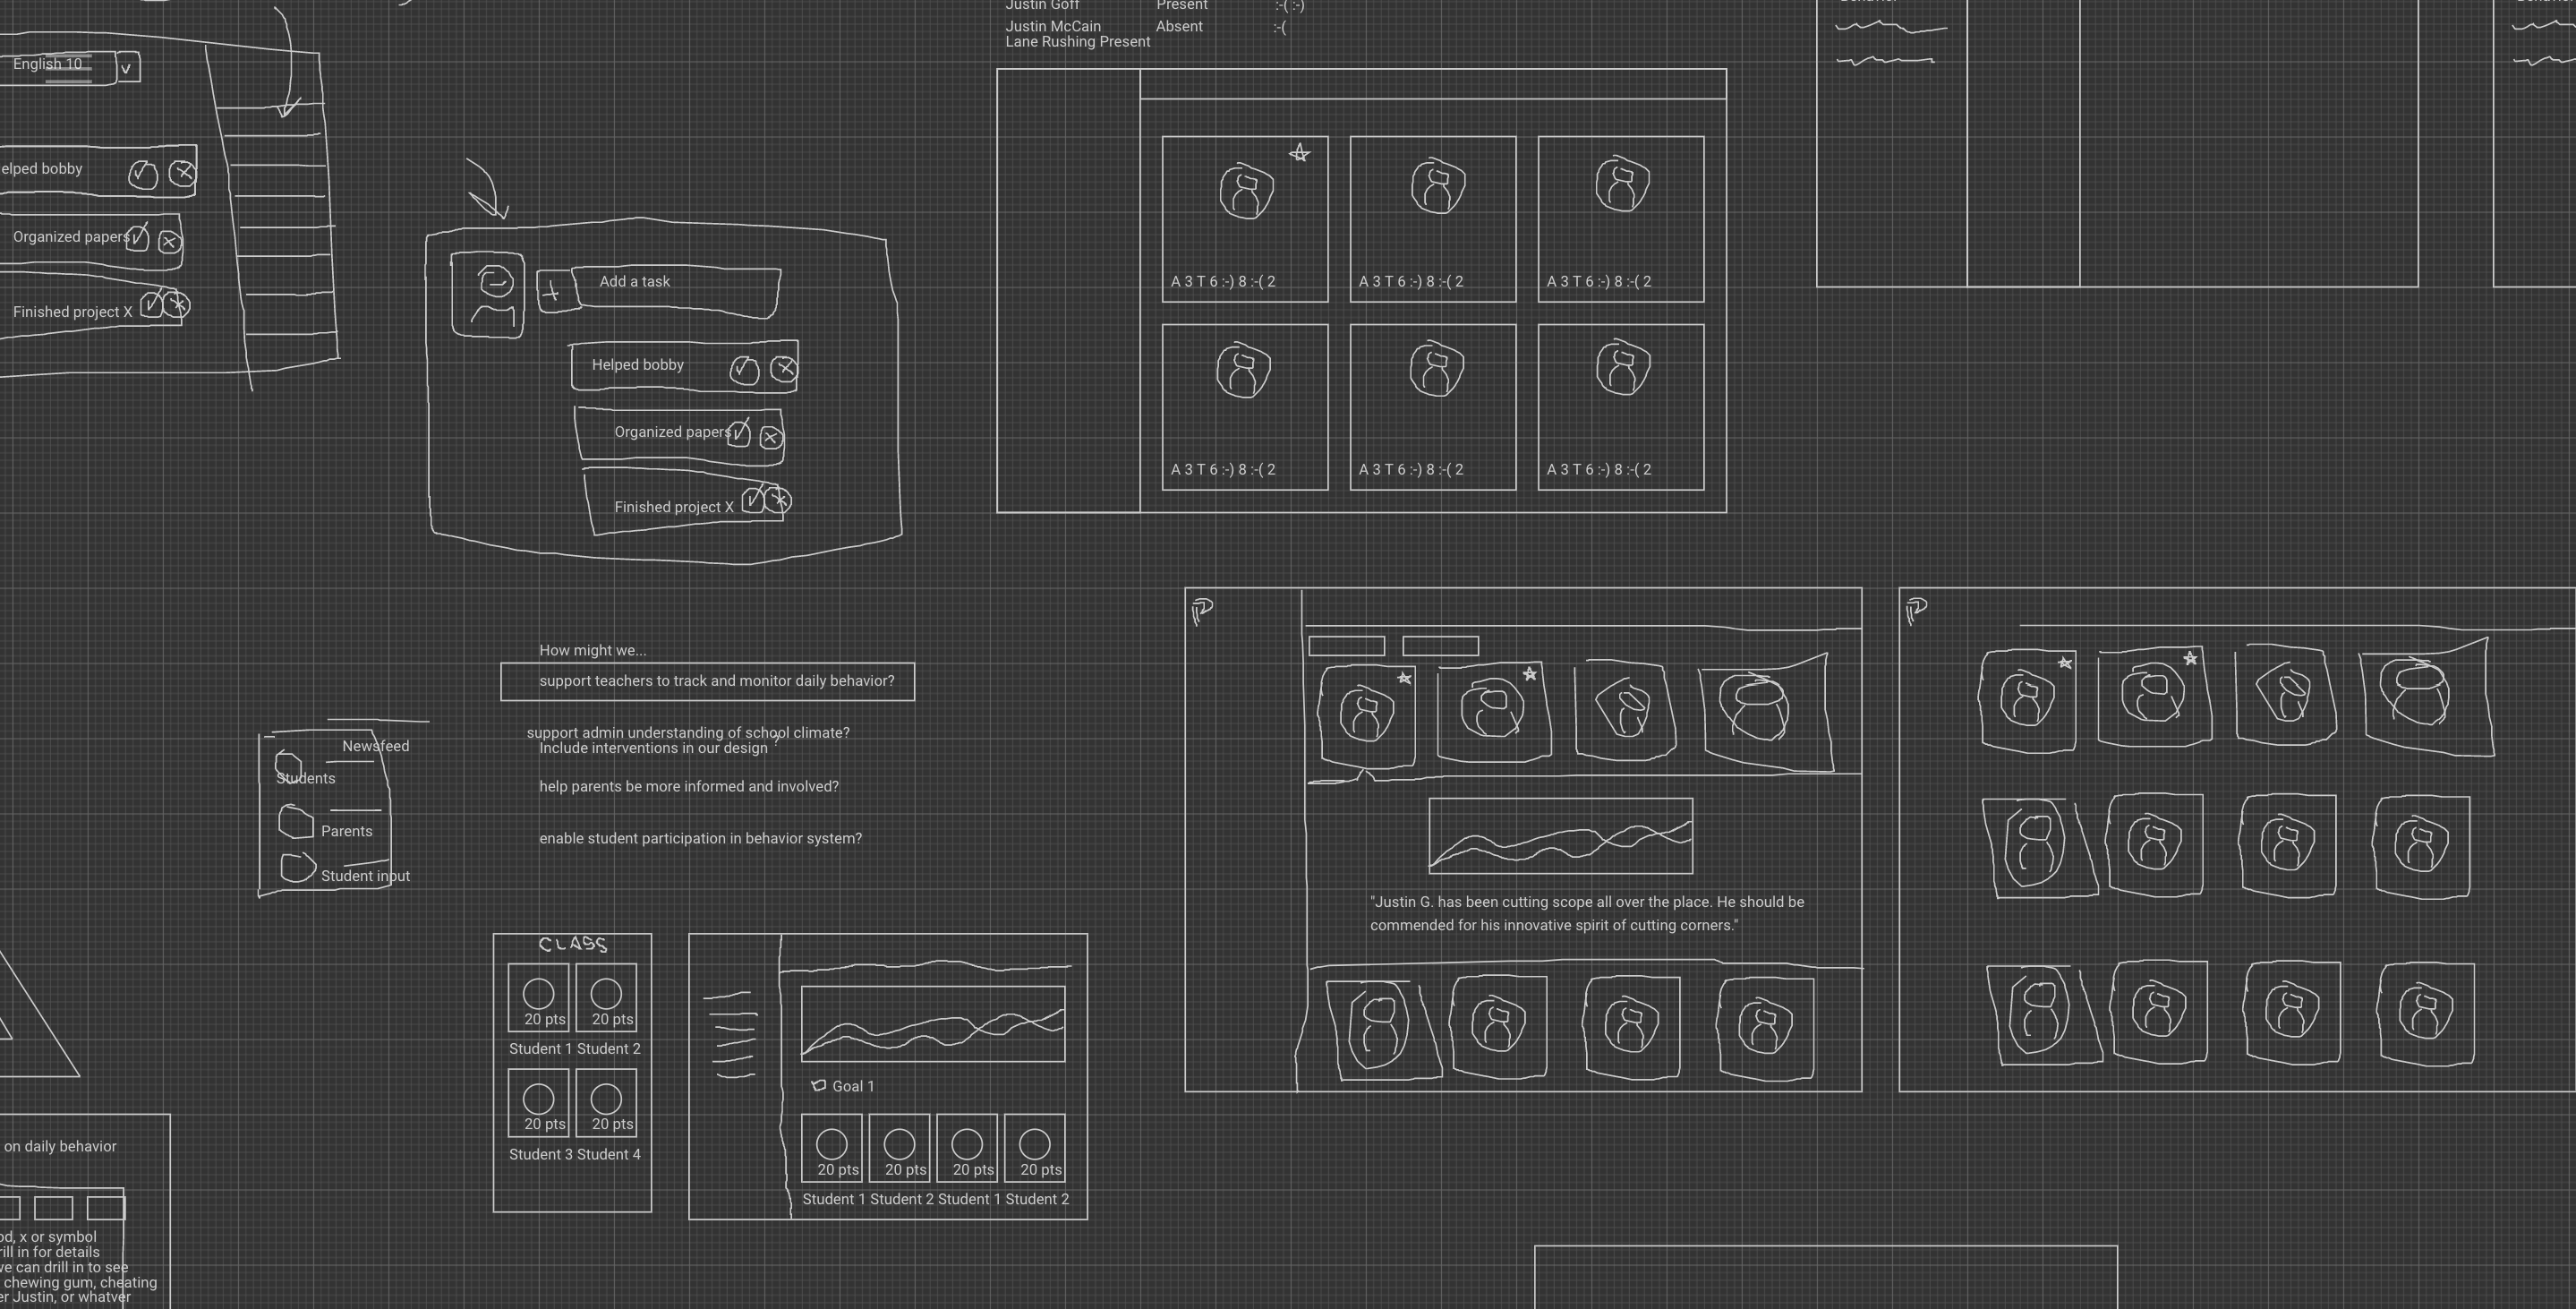 Justin Goff Present :-( :-)
Justin McCain Absent :-(
Lane Rushing Present
English 10
v
elped bobby
Organized papers
Finished project X
Add a task
Helped bobby
Organized papers
Finished project X
A 3 T 6 :-) 8 :-( 2
A 3 T 6 :-) 8 :-( 2
A 3 T 6 :-) 8 :-( 2
A 3 T 6 :-) 8 :-( 2
A 3 T 6 :-) 8 :-( 2
A 3 T 6 :-) 8 :-( 2
How might we...
support teachers to track and monitor daily behavior?
support admin understanding of school climate?
Include interventions in our design ?
help parents be more informed and involved?
enable student participation in behavior system?
Newsfeed
Students
Parents
Student input
"Justin G. has been cutting scope all over the place. He should be
commended for his innovative spirit of cutting corners."
CLASS
20 pts 20 pts
Student 1 Student 2
20 pts 20 pts
Student 3 Student 4
Goal 1
20 pts 20 pts 20 pts 20 pts
Student 1 Student 2 Student 1 Student 2
on daily behavior
od, x or symbol
rill in for details
ve can drill in to see
chewing gum, cheating
er Justin, or whatver